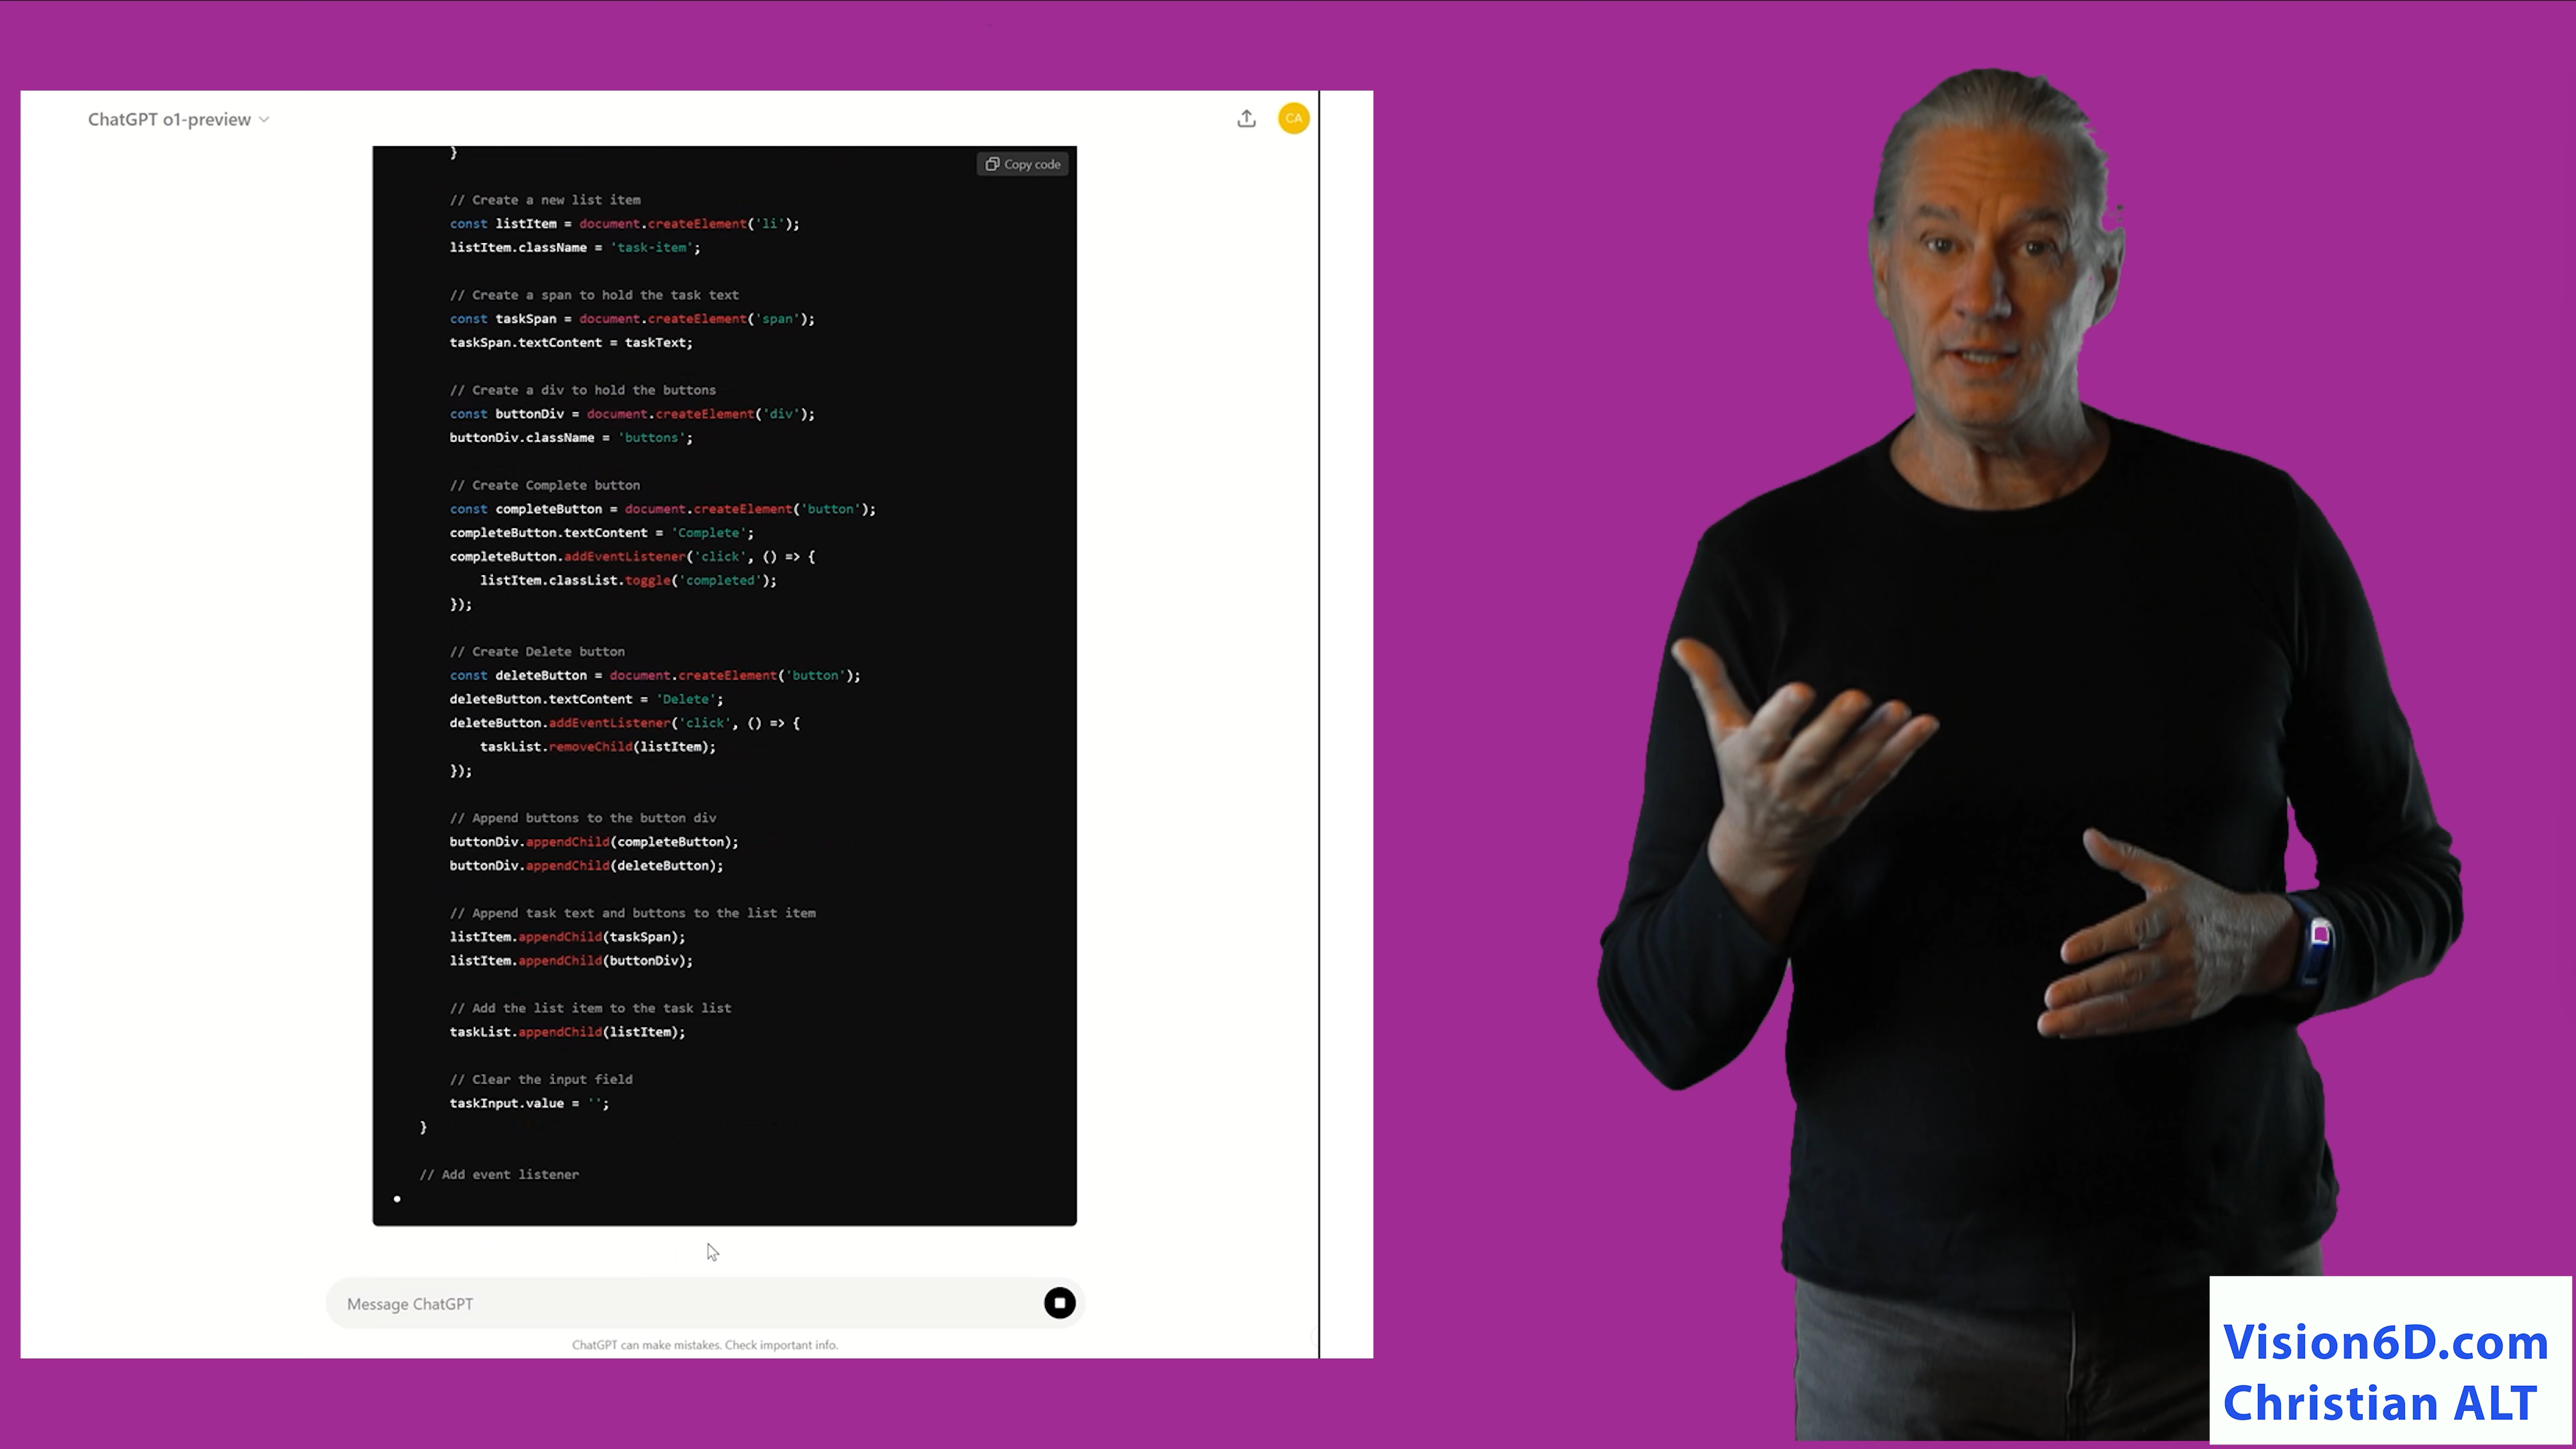 ChatGPT o1-preview
CA
}
Copy code
// Create a new list item
const listItem = document.createElement('li');
listItem.className = 'task-item';
// Create a span to hold the task text
const taskSpan = document.createElement('span');
taskSpan.textContent = taskText;
// Create a div to hold the buttons
const buttonDiv = document.createElement('div');
buttonDiv.className = 'buttons';
// Create Complete button
const completeButton = document.createElement('button');
completeButton.textContent = 'Complete';
completeButton.addEventListener('click', () => {
listItem.classList.toggle('completed');
});
// Create Delete button
const deleteButton = document.createElement('button');
deleteButton.textContent = 'Delete';
deleteButton.addEventListener('click', () => {
taskList.removeChild(listItem);
});
// Append buttons to the button div
buttonDiv.appendChild(completeButton);
buttonDiv.appendChild(deleteButton);
// Append task text and buttons to the list item
listItem.appendChild(taskSpan);
listItem.appendChild(buttonDiv);
// Add the list item to the task list
taskList.appendChild(listItem);
// Clear the input field
taskInput.value = '';
}
// Add event listener
Message ChatGPT
ChatGPT can make mistakes. Check important info.
Vision6D.com
Christian ALT